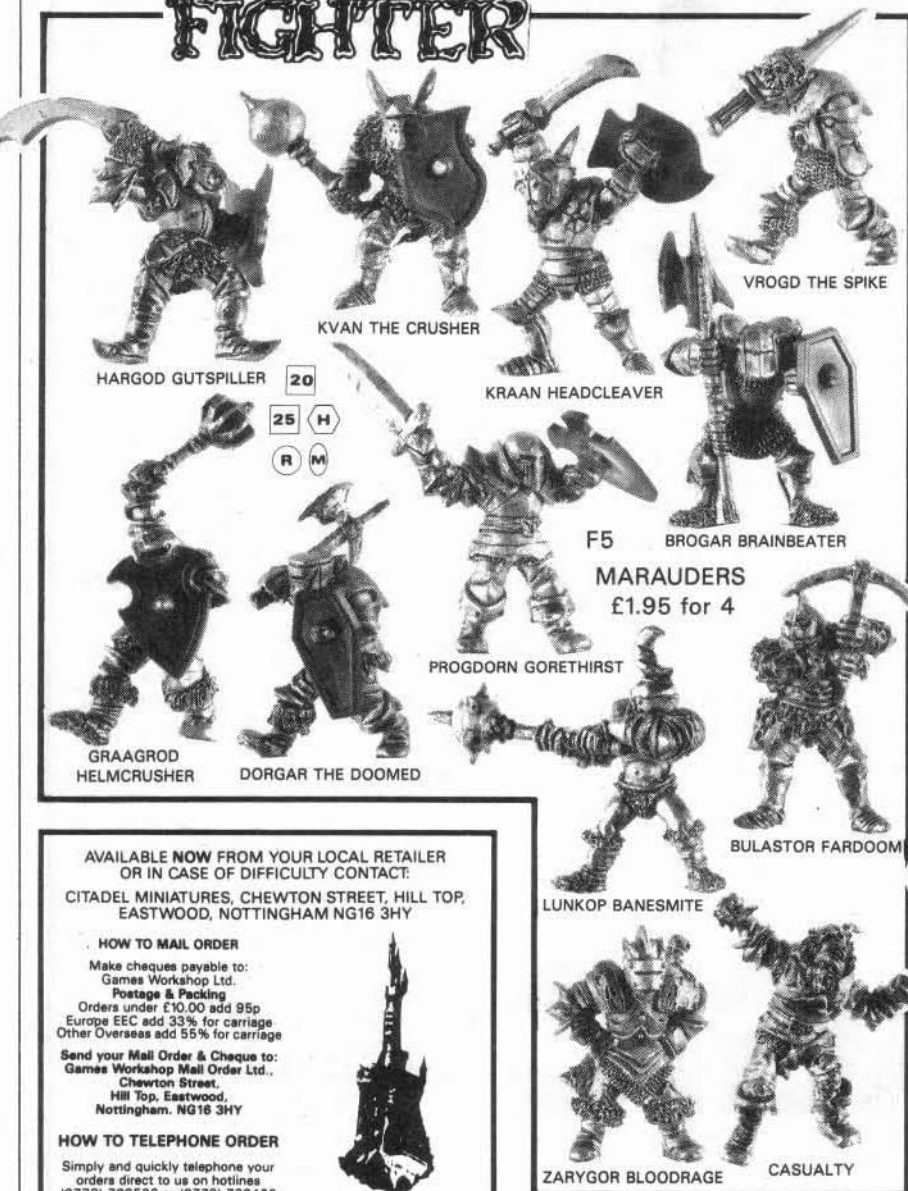 FIGHTER
HARGOD GUTSPILLER
KVAN THE CRUSHER
KRAAN HEADCLEAVER
VROGD THE SPIKE
20
25 H
R M
BROGAR BRAINBEATER
F5
MARAUDERS
£1.95 for 4
PROGDORN GORETHIRST
GRAAGROD
HELMCRUSHER
DORGAR THE DOOMED
BULASTOR FARDOOM
LUNKOP BANESMITE
ZARYGOR BLOODRAGE
CASUALTY
AVAILABLE NOW FROM YOUR LOCAL RETAILER
OR IN CASE OF DIFFICULTY CONTACT:
CITADEL MINIATURES, CHEWTON STREET, HILL TOP,
EASTWOOD, NOTTINGHAM NG16 3HY
HOW TO MAIL ORDER
Make cheques payable to:
Games Workshop Ltd.
Postage & Packing
Orders under £10.00 add 95p
Europe EEC add 33% for carriage
Other Overseas add 55% for carriage
Send your Mail Order & Cheque to:
Games Workshop Mail Order Ltd.,
Chewton Street,
Hill Top, Eastwood,
Nottingham. NG16 3HY
HOW TO TELEPHONE ORDER
Simply and quickly telephone your
orders direct to us on hotlines